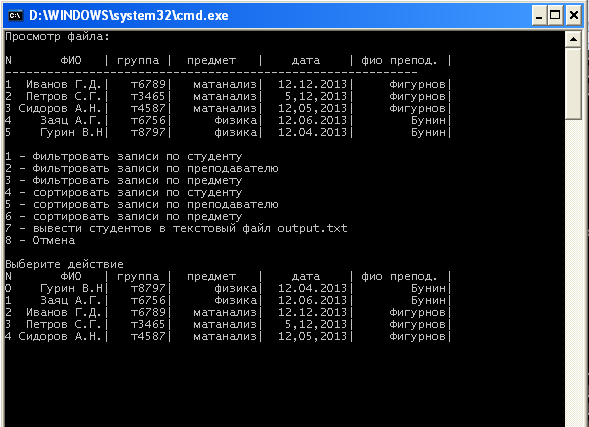 D:\WINDOWS\system32\cmd.exe
Просмотр файла:
N ФИО | группа | предмет | дата | фио препод. |
------------------------------------------------------------
1 Иванов Г.Д.| т6789| матанализ| 12.12.2013| Фигурнов|
2 Петров С.Г.| т3465| матанализ| 5,12,2013| Фигурнов|
3 Сидоров А.Н.| т4587| матанализ| 12,05,2013| Фигурнов|
4 Заяц А.Г.| т6756| физика| 12.06.2013| Бунин|
5 Гурин В.Н| т8797| физика| 12.04.2013| Бунин|
1 - Фильтровать записи по студенту
2 - Фильтровать записи по преподавателю
3 - Фильтровать записи по предмету
4 - сортировать записи по студенту
5 - сортировать записи по преподавателю
6 - сортировать записи по предмету
7 - вывести студентов в текстовый файл output.txt
8 - Отмена
Выберите действие
N ФИО | группа | предмет | дата | фио препод. |
0 Гурин В.Н| т8797| физика| 12.04.2013| Бунин|
1 Заяц А.Г.| т6756| физика| 12.06.2013| Бунин|
2 Иванов Г.Д.| т6789| матанализ| 12.12.2013| Фигурнов|
3 Петров С.Г.| т3465| матанализ| 5,12,2013| Фигурнов|
4 Сидоров А.Н.| т4587| матанализ| 12,05,2013| Фигурнов|